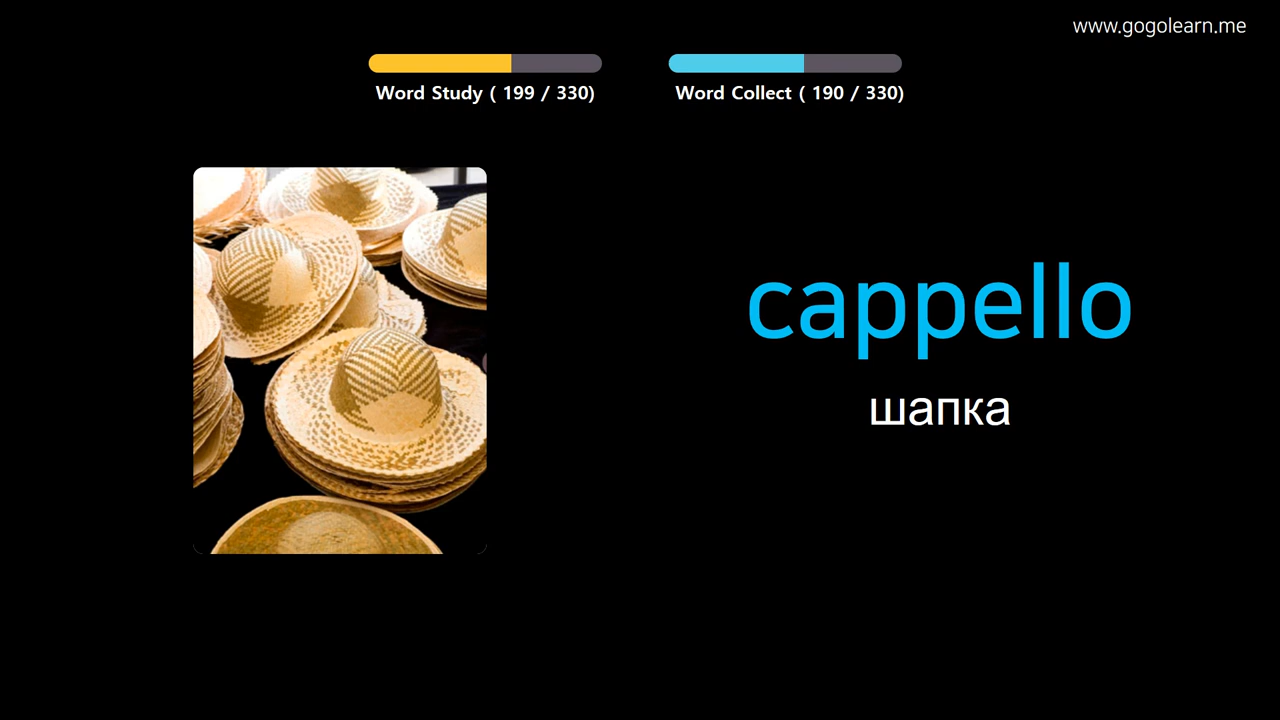 www.gogolearn.me
Word Study ( 199 / 330)
Word Collect ( 190 / 330)
cappello
шапка